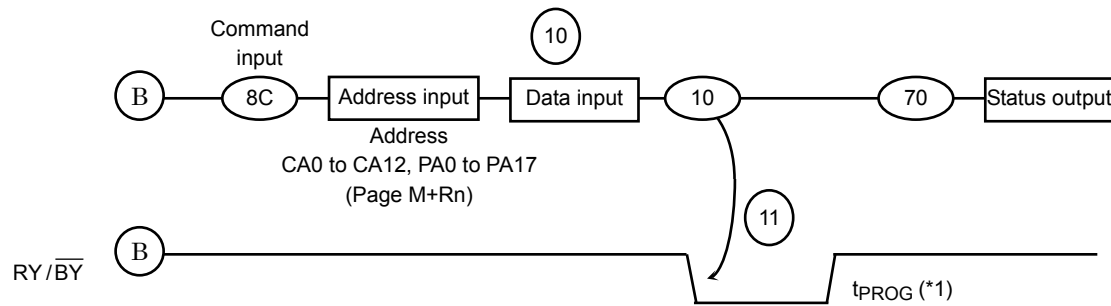 Command
input
10
B
8C
Address input
Data input
10
70
Status output
Address
CA0 to CA12, PA0 to PA17
(Page M+Rn)
11
B
RY/BY
tPROG (*1)